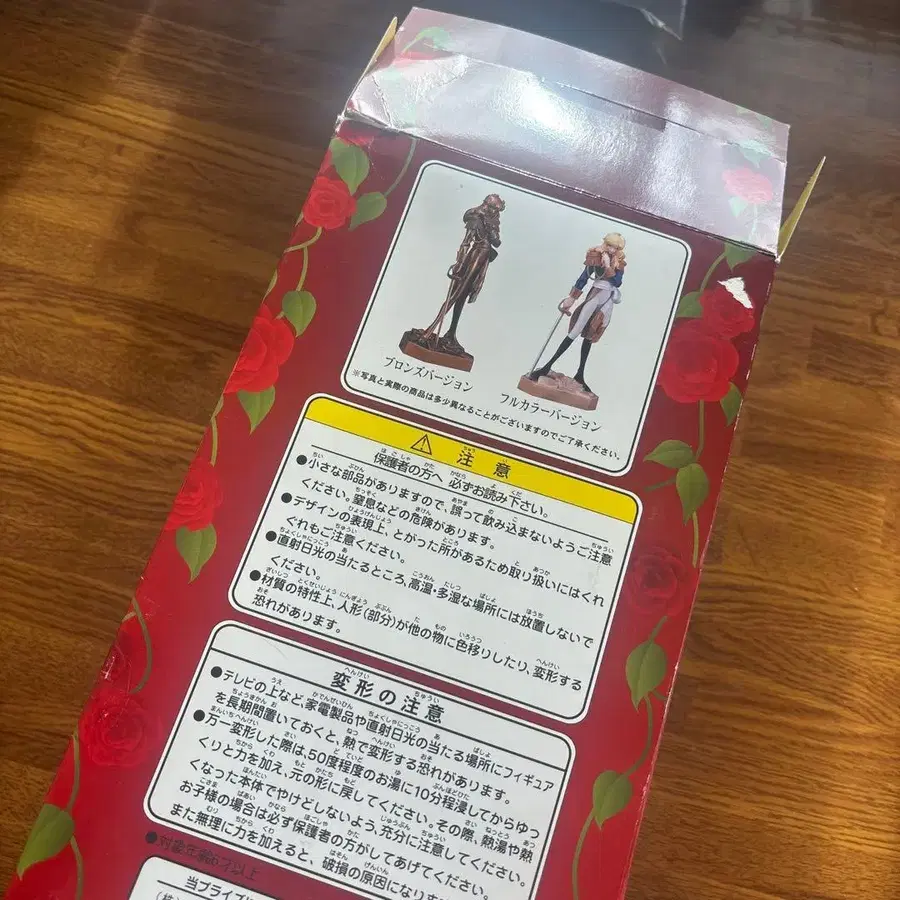 ブロンズバージョン
フルカラーバージョン
※写真と実際の商品は多少異なることがございますのでご了承ください。
⚠ 注意
保護者の方へ 必ずお読み下さい。
●小さな部品がありますので、誤って飲み込まないようご注意
ください。窒息などの危険があります。
●デザインの表現上、とがった所があるため取り扱いにはくれ
ぐれもご注意ください。
●直射日光の当たるところ、高温・多湿な場所には放置しないで
ください。
●材質の特性上、人形(部分)が他の物に色移りしたり、変形する
恐れがあります。
変形の注意
●テレビの上など、家電製品や直射日光の当たる場所にフィギュア
を長期間置いておくと、熱で変形する恐れがあります。
●万一変形した際は、50度程度のお湯に10分程浸してからゆっ
くりと力を加え、元の形に戻してください。その際、熱湯や熱
くなった本体でやけどしないよう、充分に注意してください。
お子様の場合は必ず保護者の方がしてあげてください。
また無理に力を加えると、破損の原因になりま
●対象年齢
以上
当プライズ
(株)